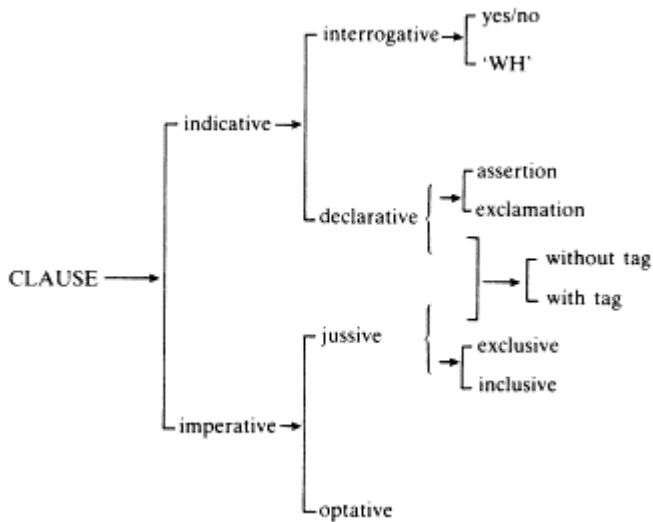 yes/no
interrogative
'WH'
indicative
assertion
declarative
exclamation
without tag
CLAUSE
with tag
jussive
exclusive
inclusive
imperative
optative